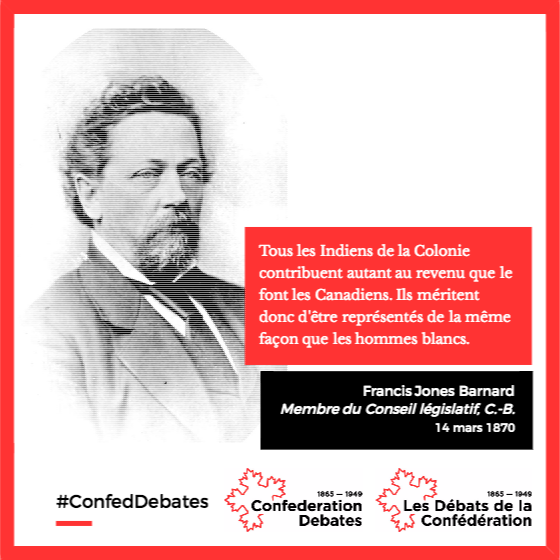 Tous les Indiens de la Colonie
contribuent autant au revenu que le
font les Canadiens. Ils méritent
donc d'être représentés de la même
façon que les hommes blancs.
Francis Jones Barnard
Membre du Conseil législatif, C.-B.
14 mars 1870
#ConfedDebates
1865 — 1949
Confederation
Debates
1865 — 1949
Les Débats de la
Confédération